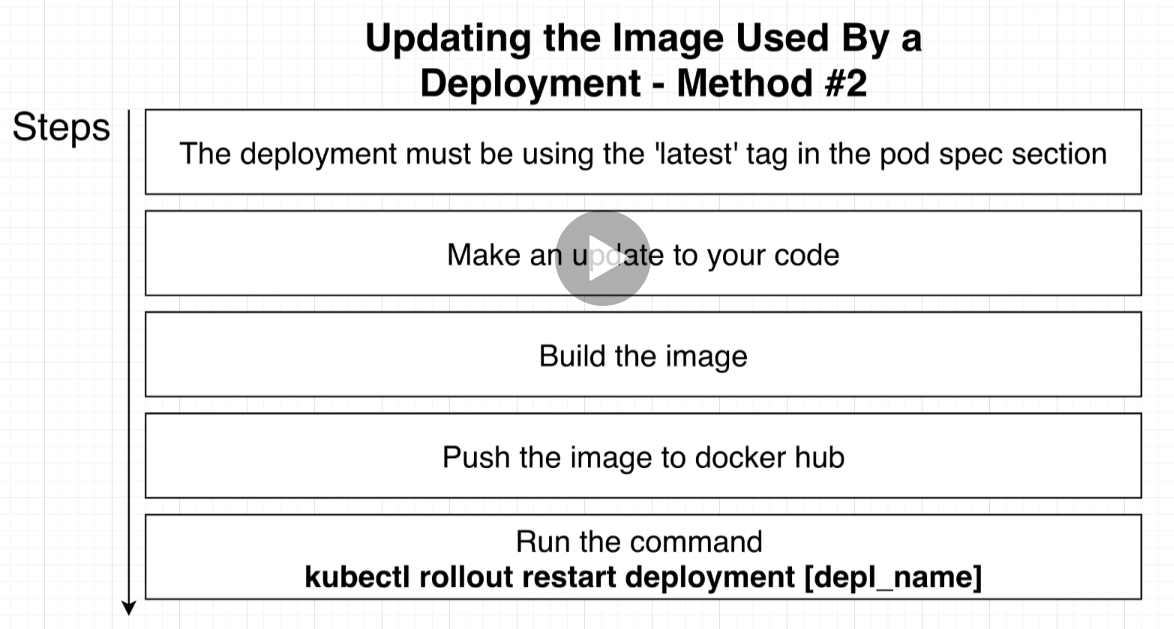 Updating the Image Used By a
Deployment - Method #2
Steps
The deployment must be using the 'latest' tag in the pod spec section
Make an update to your code
Build the image
Push the image to docker hub
Run the command
kubectl rollout restart deployment [depl_name]